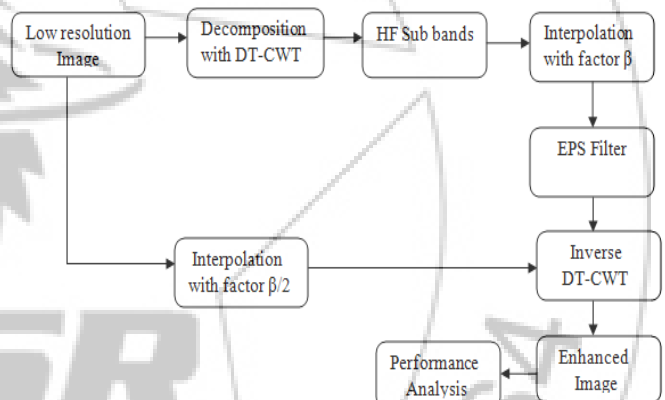 Low resolution
Image
Decomposition
with DT-CWT
HF Sub bands
Interpolation
with factor β
EPS Filter
Interpolation
with factor β/2
Inverse
DT-CWT
Enhanced
Image
Performance
Analysis